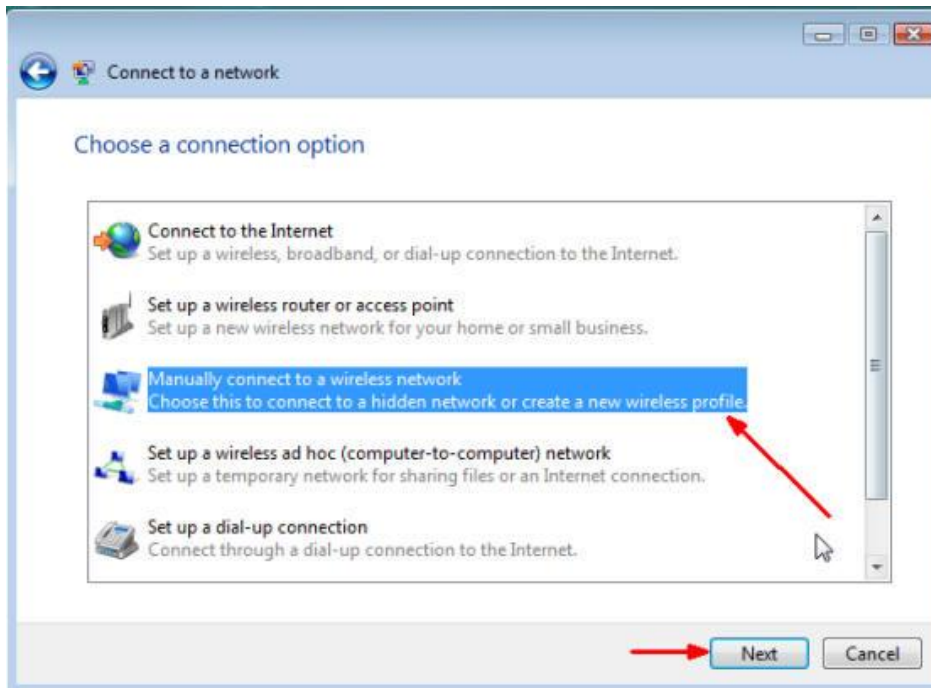 Connect to a network
Choose a connection option
Connect to the Internet
Set up a wireless, broadband, or dial-up connection to the Internet.
Set up a wireless router or access point
Set up a new wireless network for your home or small business.
Manually connect to a wireless network
Choose this to connect to a hidden network or create a new wireless profile.
Set up a wireless ad hoc (computer-to-computer) network
Set up a temporary network for sharing files or an Internet connection.
Set up a dial-up connection
Connect through a dial-up connection to the Internet.
Next
Cancel